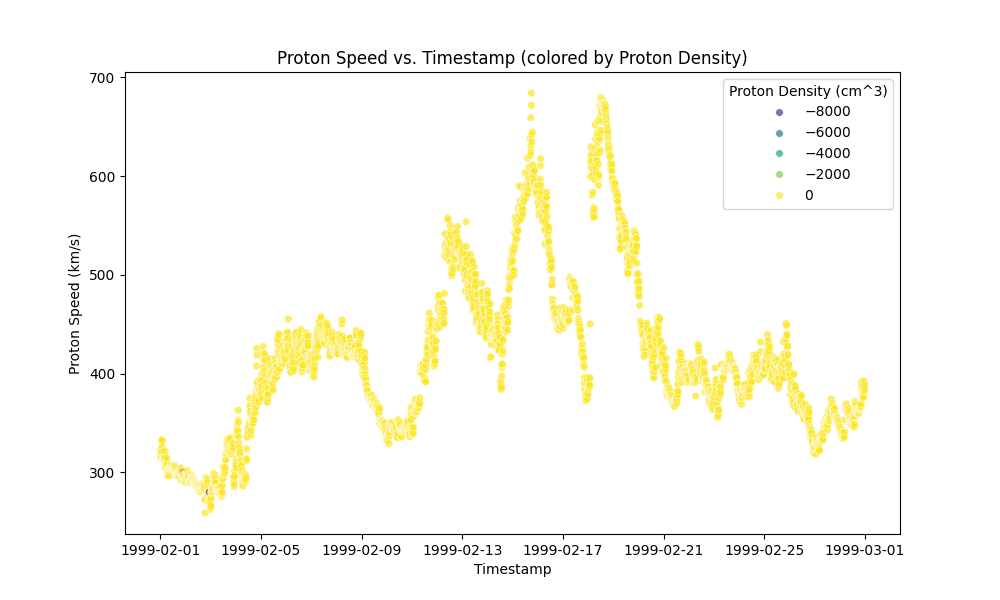 Proton Speed vs. Timestamp (colored by Proton Density)
700
600
500
400
300
Proton Speed (km/s)
Proton Density (cm^3)
−8000
−6000
−4000
−2000
0
1999-02-01 1999-02-05 1999-02-09 1999-02-13 1999-02-17 1999-02-21 1999-02-25 1999-03-01
Timestamp